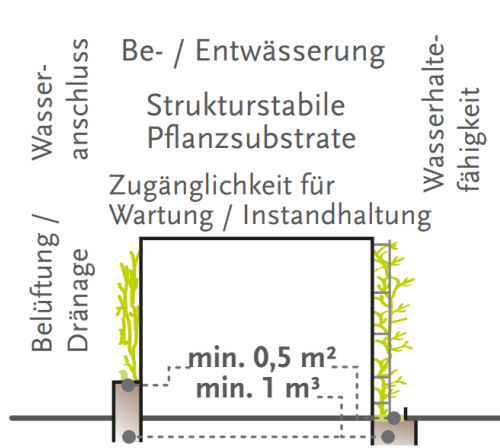 Wasser-
anschluss
Be- / Entwässerung
Strukturstabile
Pflanzsubstrate
Wasserhalte-
fähigkeit
Zugänglichkeit für
Wartung / Instandhaltung
Belüftung /
Dränage
min. 0,5 m²
min. 1 m³